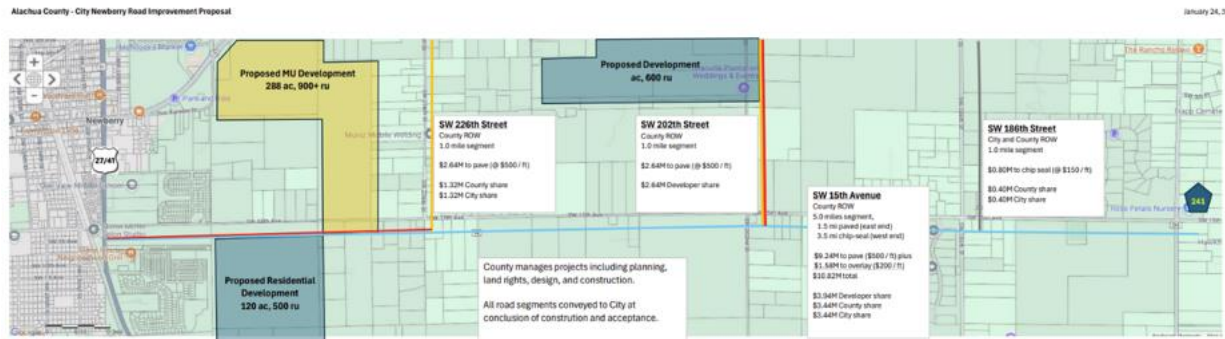 Alachua County - City Newberry Road Improvement Proposal
January 24,
Proposed MU Development
288 ac, 900+ ru
Proposed Development
ac, 600 ru
Newberry
27/41
SW 226th Street
County ROW
1.0 mile segment
$2.64M to pave (@ $500 / ft)
$1.32M County share
$1.32M City share
SW 202th Street
County ROW
1.0 mile segment
$2.64M to pave (@ $500 / ft)
$2.64M Developer share
SW 186th Street
City and County ROW
1.0 mile segment
$0.80M to chip seal (@ $150 / ft)
$0.40M County share
$0.40M City share
241
SW 15th Avenue
County ROW
5.0 miles segment,
1.5 mi paved (east end)
3.5 mi chip-seal (west end)
$9.24M to pave ($500 / ft) plus
$1.58M to overlay ($200 / ft)
$10.82M total
$3.94M Developer share
$3.44M County share
$3.44M City share
Proposed Residential
Development
120 ac, 500 ru
County manages projects including planning,
land rights, design, and construction.
All road segments conveyed to City at
conclusion of constrution and acceptance.